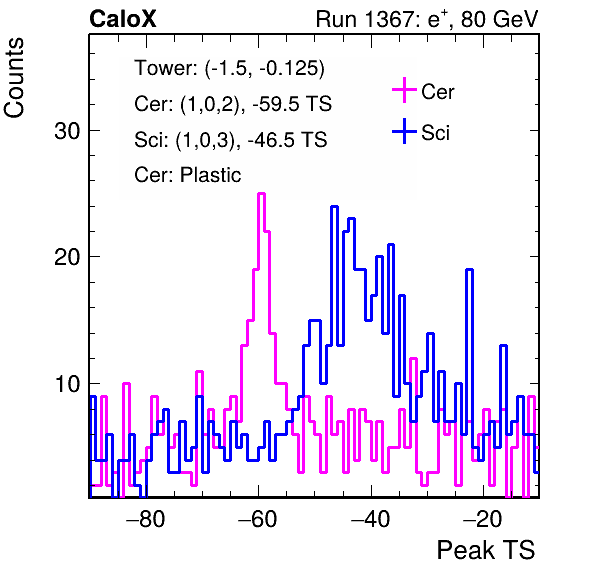 CaloX Run 1367: e⁺, 80 GeV
Counts
Tower: (-1.5, -0.125)
Cer: (1,0,2), -59.5 TS
Sci: (1,0,3), -46.5 TS
Cer: Plastic
Cer
Sci
30
20
10
−80 −60 −40 −20
Peak TS